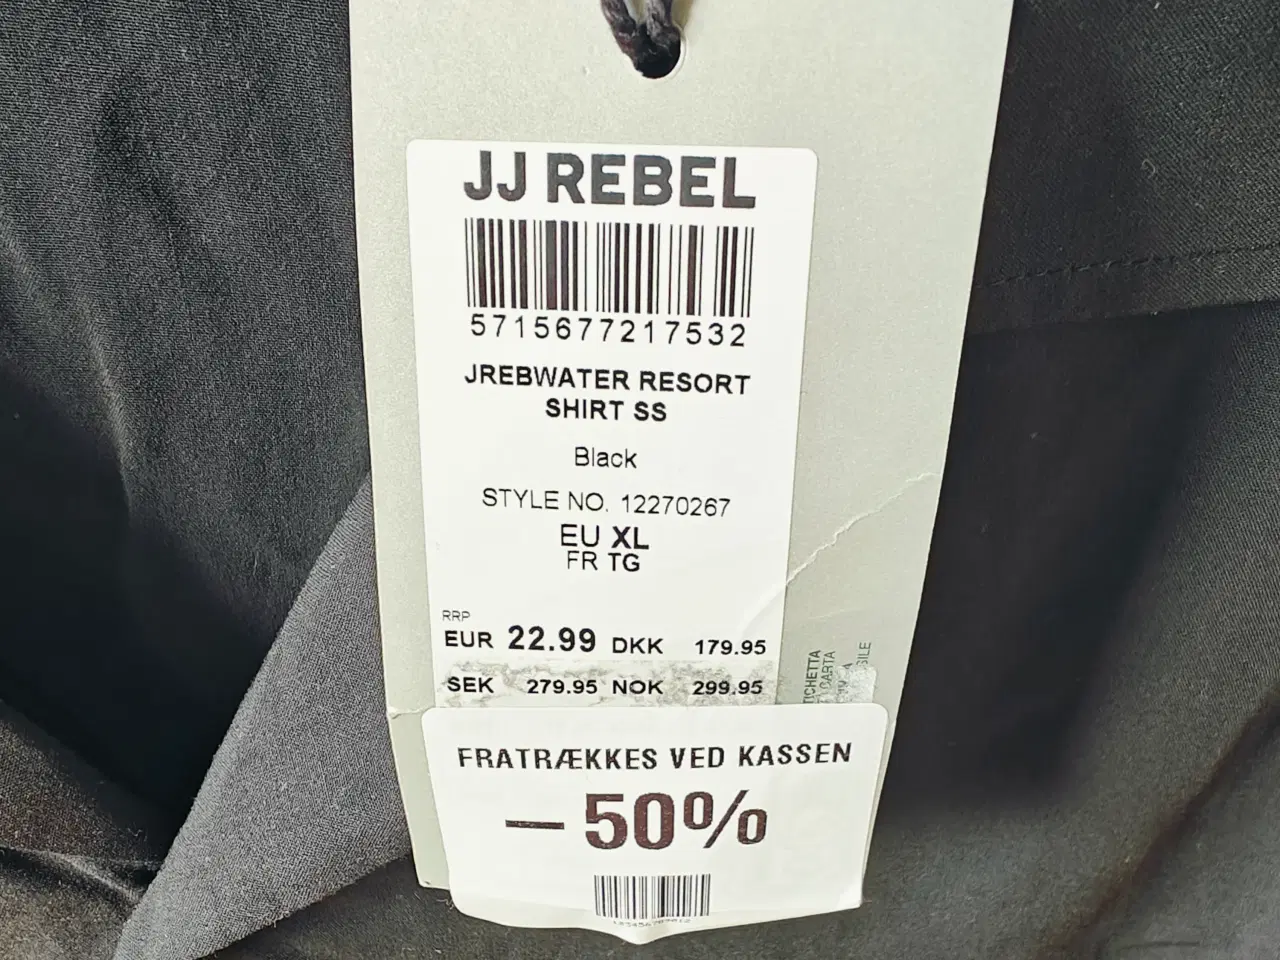 JJ REBEL
5715677217532
JREBWATER RESORT
SHIRT SS
Black
STYLE NO. 12270267
EU XL
FR TG
RRP
EUR 22.99 DKK 179.95
SEK 279.95 NOK 299.95
FRATRÆKKES VED KASSEN
– 50%